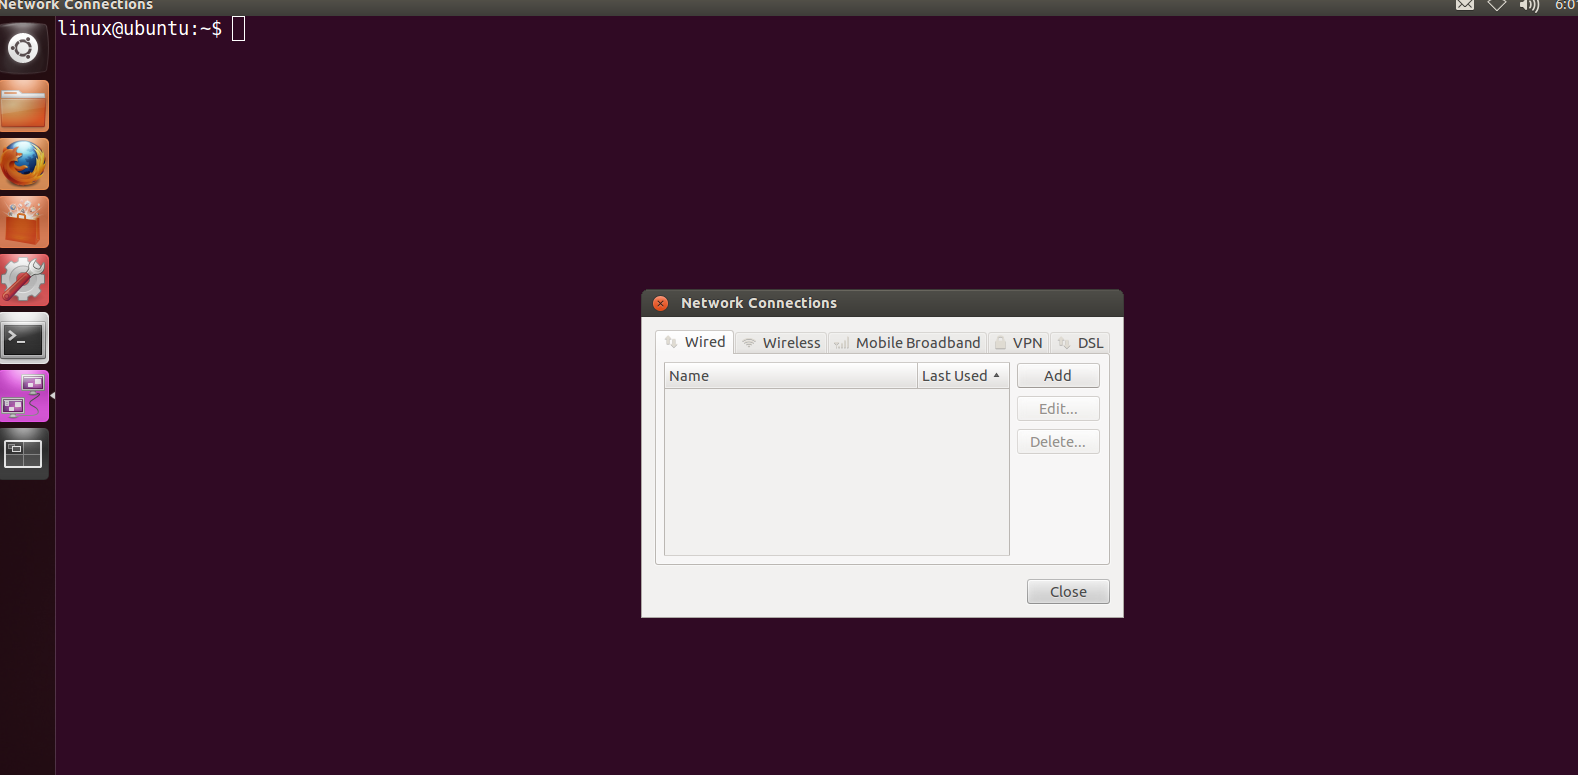 Network Connections
linux@ubuntu:~$
Network Connections
Wired Wireless Mobile Broadband VPN DSL
Name Last Used Add
Edit...
Delete...
Close